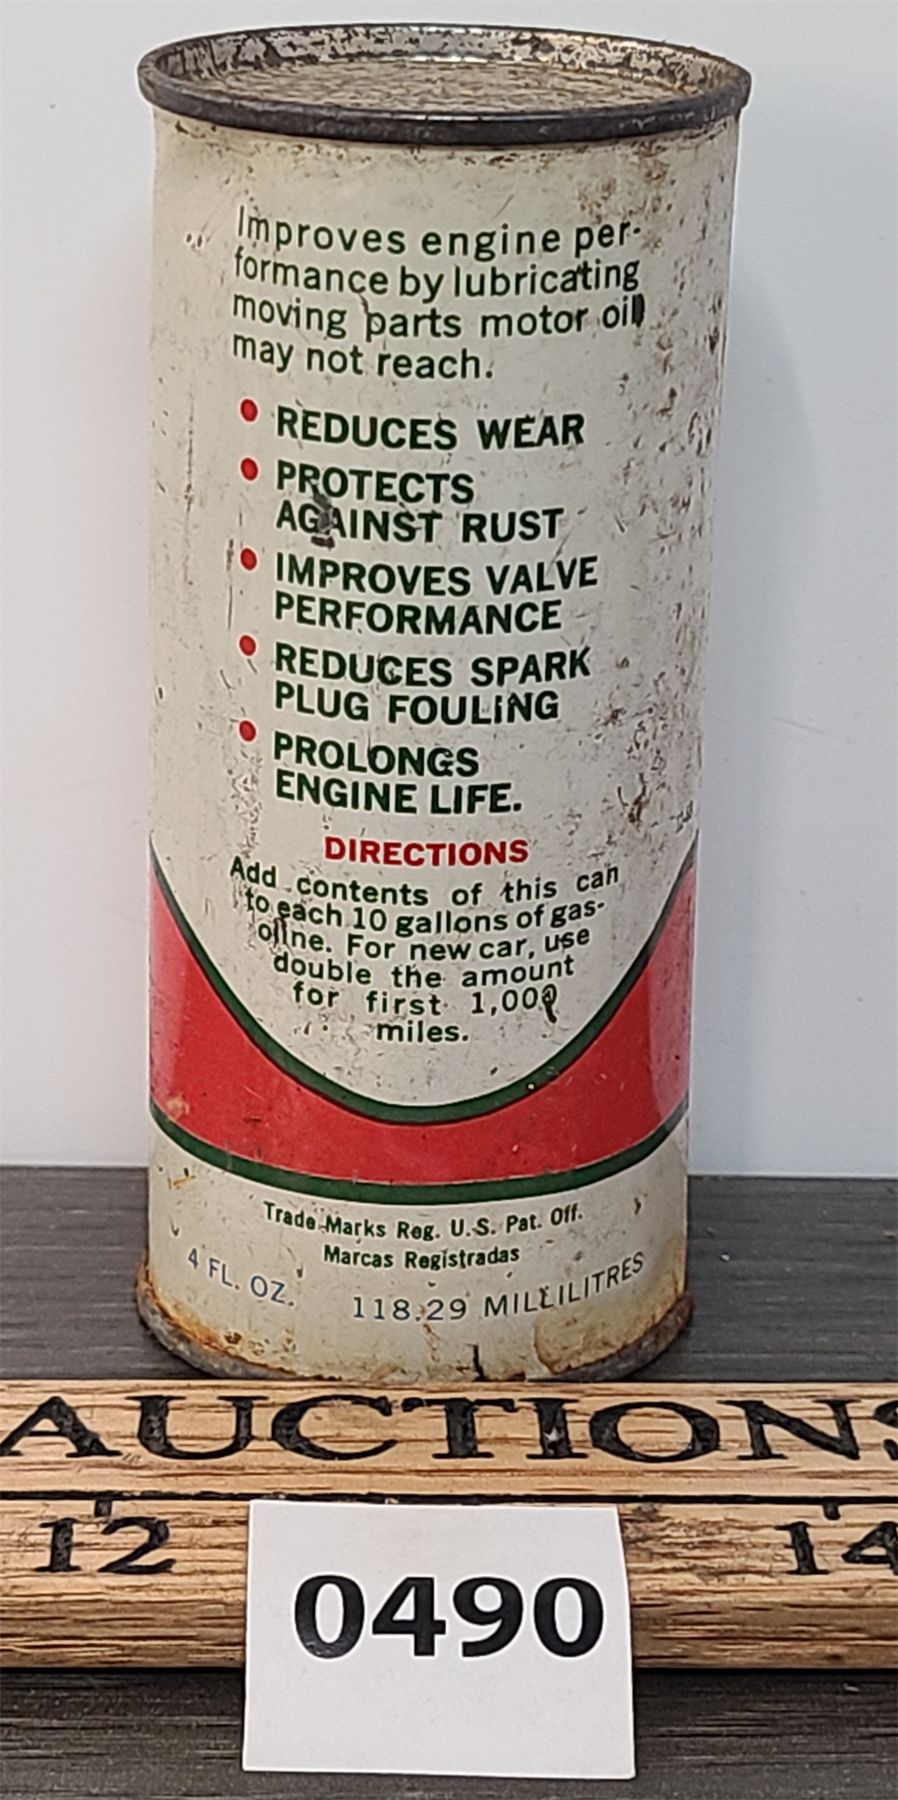 Improves engine per-
formance by lubricating
moving parts motor oil
may not reach.
• REDUCES WEAR
• PROTECTS
AGAINST RUST
• IMPROVES VALVE
PERFORMANCE
• REDUCES SPARK
PLUG FOULING
• PROLONGS
ENGINE LIFE.
DIRECTIONS
Add contents of this can
to each 10 gallons of gas-
oline. For new car, use
double the amount
for first 1,000
miles.
Trade Marks Reg. U.S. Pat. Off.
Marcas Registradas
4 FL. OZ. 118.29 MILLILITRES
AUCTIONS
12 14
0490